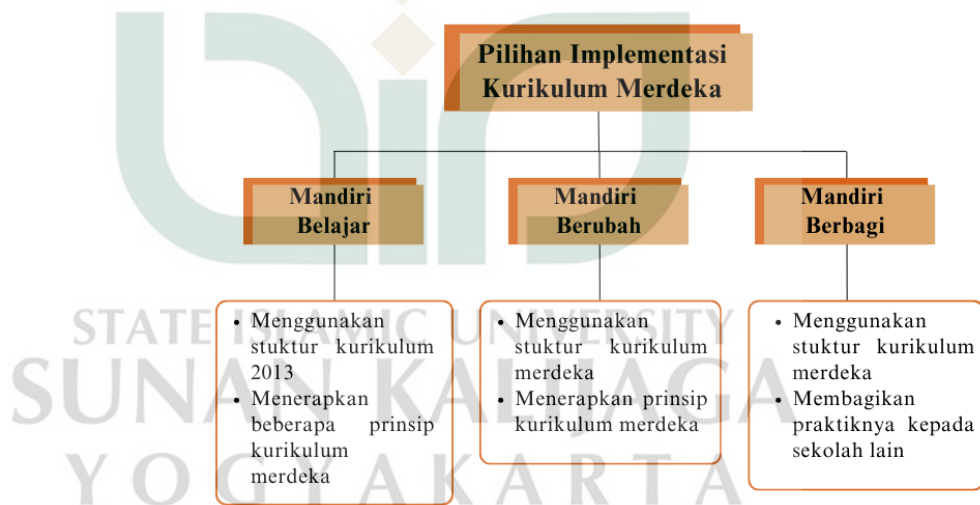 Pilihan Implementasi
Kurikulum Merdeka
Mandiri
Belajar
Mandiri
Berubah
Mandiri
Berbagi
• Menggunakan
stuktur kurikulum
2013
• Menerapkan
beberapa prinsip
kurikulum
merdeka
• Menggunakan
stuktur kurikulum
merdeka
• Menerapkan prinsip
kurikulum merdeka
• Menggunakan
stuktur kurikulum
merdeka
• Membagikan
praktiknya kepada
sekolah lain
STATE ISLAMIC UNIVERSITY
SUNAN KALIJAGA
YOGYAKARTA